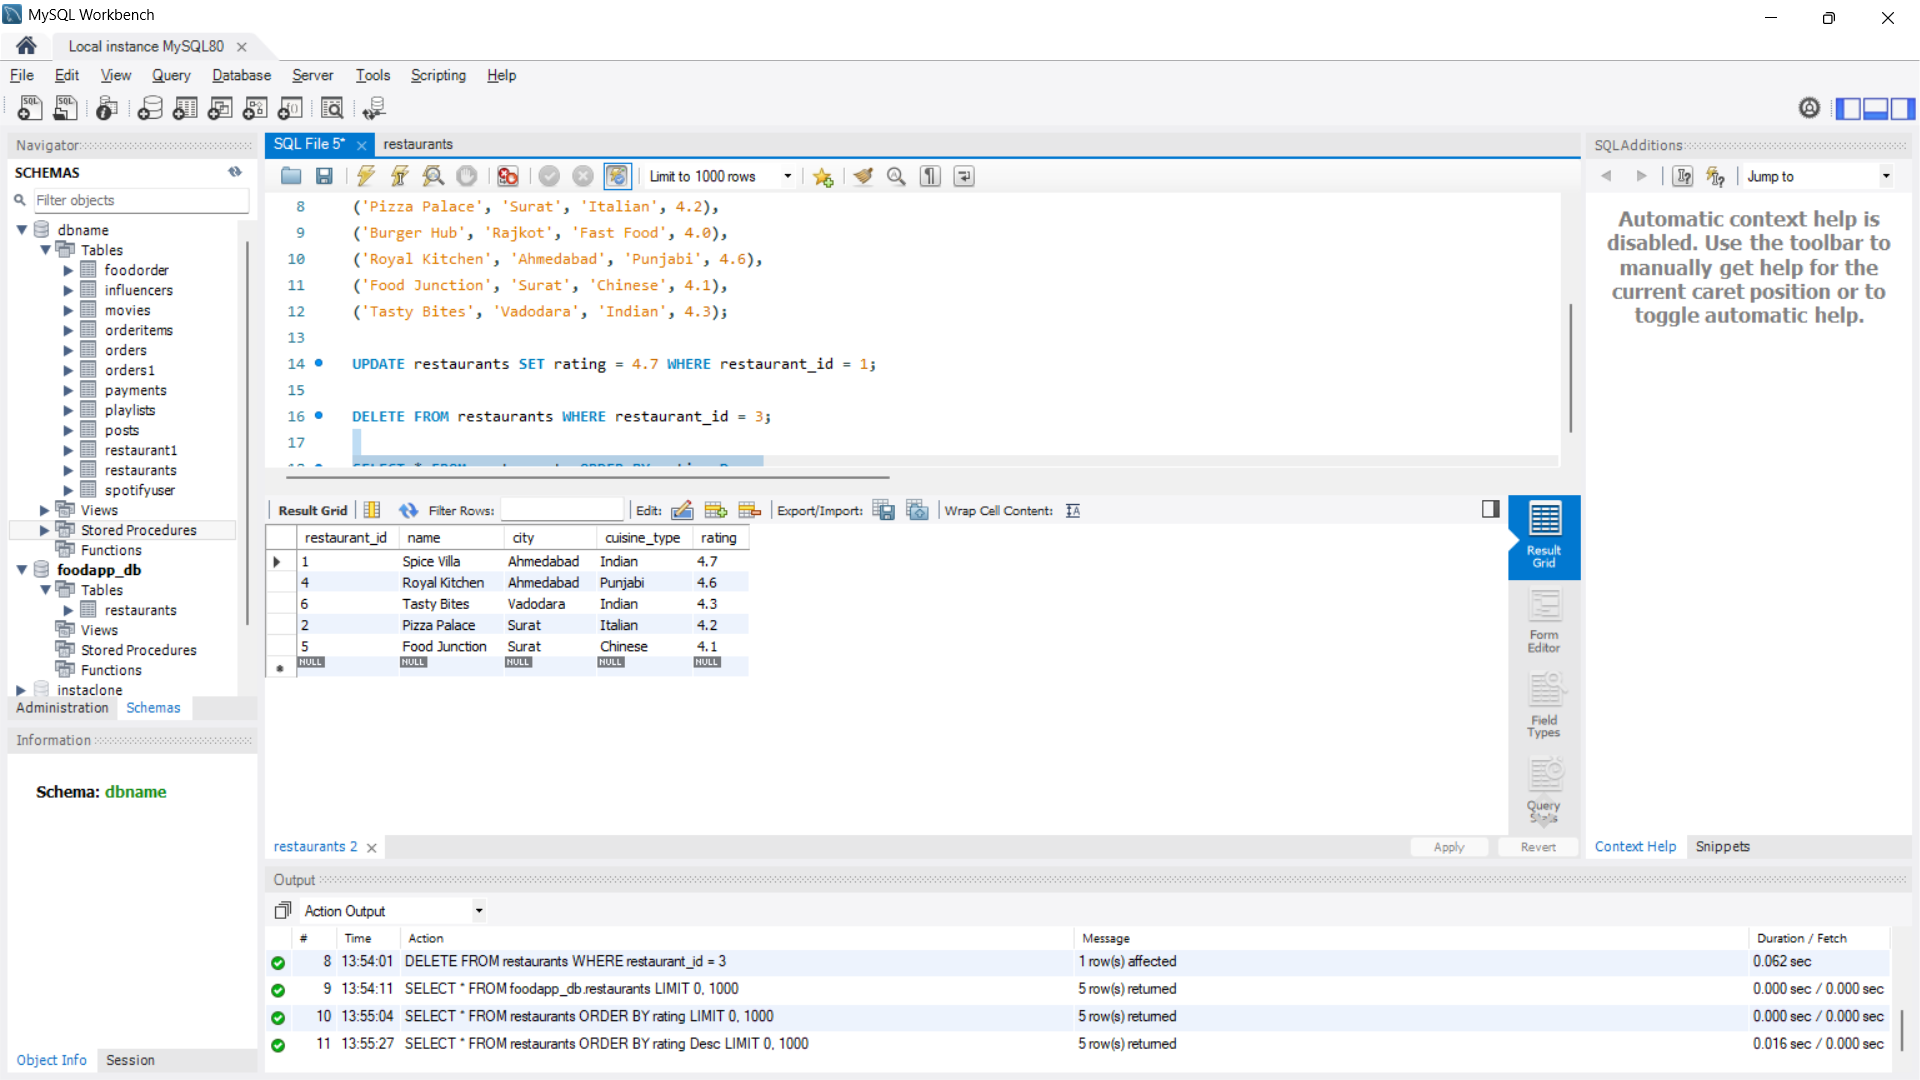 MySQL Workbench
Local instance MySQL80
File Edit View Query Database Server Tools Scripting Help
Navigator
SCHEMAS
Filter objects
dbname
Tables
foodorder
influencers
movies
orderitems
orders
orders1
payments
playlists
posts
restaurant1
restaurants
spotifyuser
Views
Stored Procedures
Functions
foodapp_db
Tables
restaurants
Views
Stored Procedures
Functions
instaclone
Administration Schemas
Information
Schema: dbname
Object Info Session
SQL File 5* restaurants
Limit to 1000 rows
8 ('Pizza Palace', 'Surat', 'Italian', 4.2),
9 ('Burger Hub', 'Rajkot', 'Fast Food', 4.0),
10 ('Royal Kitchen', 'Ahmedabad', 'Punjabi', 4.6),
11 ('Food Junction', 'Surat', 'Chinese', 4.1),
12 ('Tasty Bites', 'Vadodara', 'Indian', 4.3);
13
14 UPDATE restaurants SET rating = 4.7 WHERE restaurant_id = 1;
15
16 DELETE FROM restaurants WHERE restaurant_id = 3;
17
Result Grid Filter Rows: Edit: Export/Import: Wrap Cell Content:
restaurant_id name city cuisine_type rating
1 Spice Villa Ahmedabad Indian 4.7
4 Royal Kitchen Ahmedabad Punjabi 4.6
6 Tasty Bites Vadodara Indian 4.3
2 Pizza Palace Surat Italian 4.2
5 Food Junction Surat Chinese 4.1
NULL NULL NULL NULL NULL
Result Grid
Form Editor
Field Types
Query Stats
restaurants 2
Apply Revert
SQLAdditions
Jump to
Automatic context help is
disabled. Use the toolbar to
manually get help for the
current caret position or to
toggle automatic help.
Context Help Snippets
Output
Action Output
# Time Action Message Duration / Fetch
8 13:54:01 DELETE FROM restaurants WHERE restaurant_id = 3 1 row(s) affected 0.062 sec
9 13:54:11 SELECT * FROM foodapp_db.restaurants LIMIT 0, 1000 5 row(s) returned 0.000 sec / 0.000 sec
10 13:55:04 SELECT * FROM restaurants ORDER BY rating LIMIT 0, 1000 5 row(s) returned 0.000 sec / 0.000 sec
11 13:55:27 SELECT * FROM restaurants ORDER BY rating Desc LIMIT 0, 1000 5 row(s) returned 0.016 sec / 0.000 sec